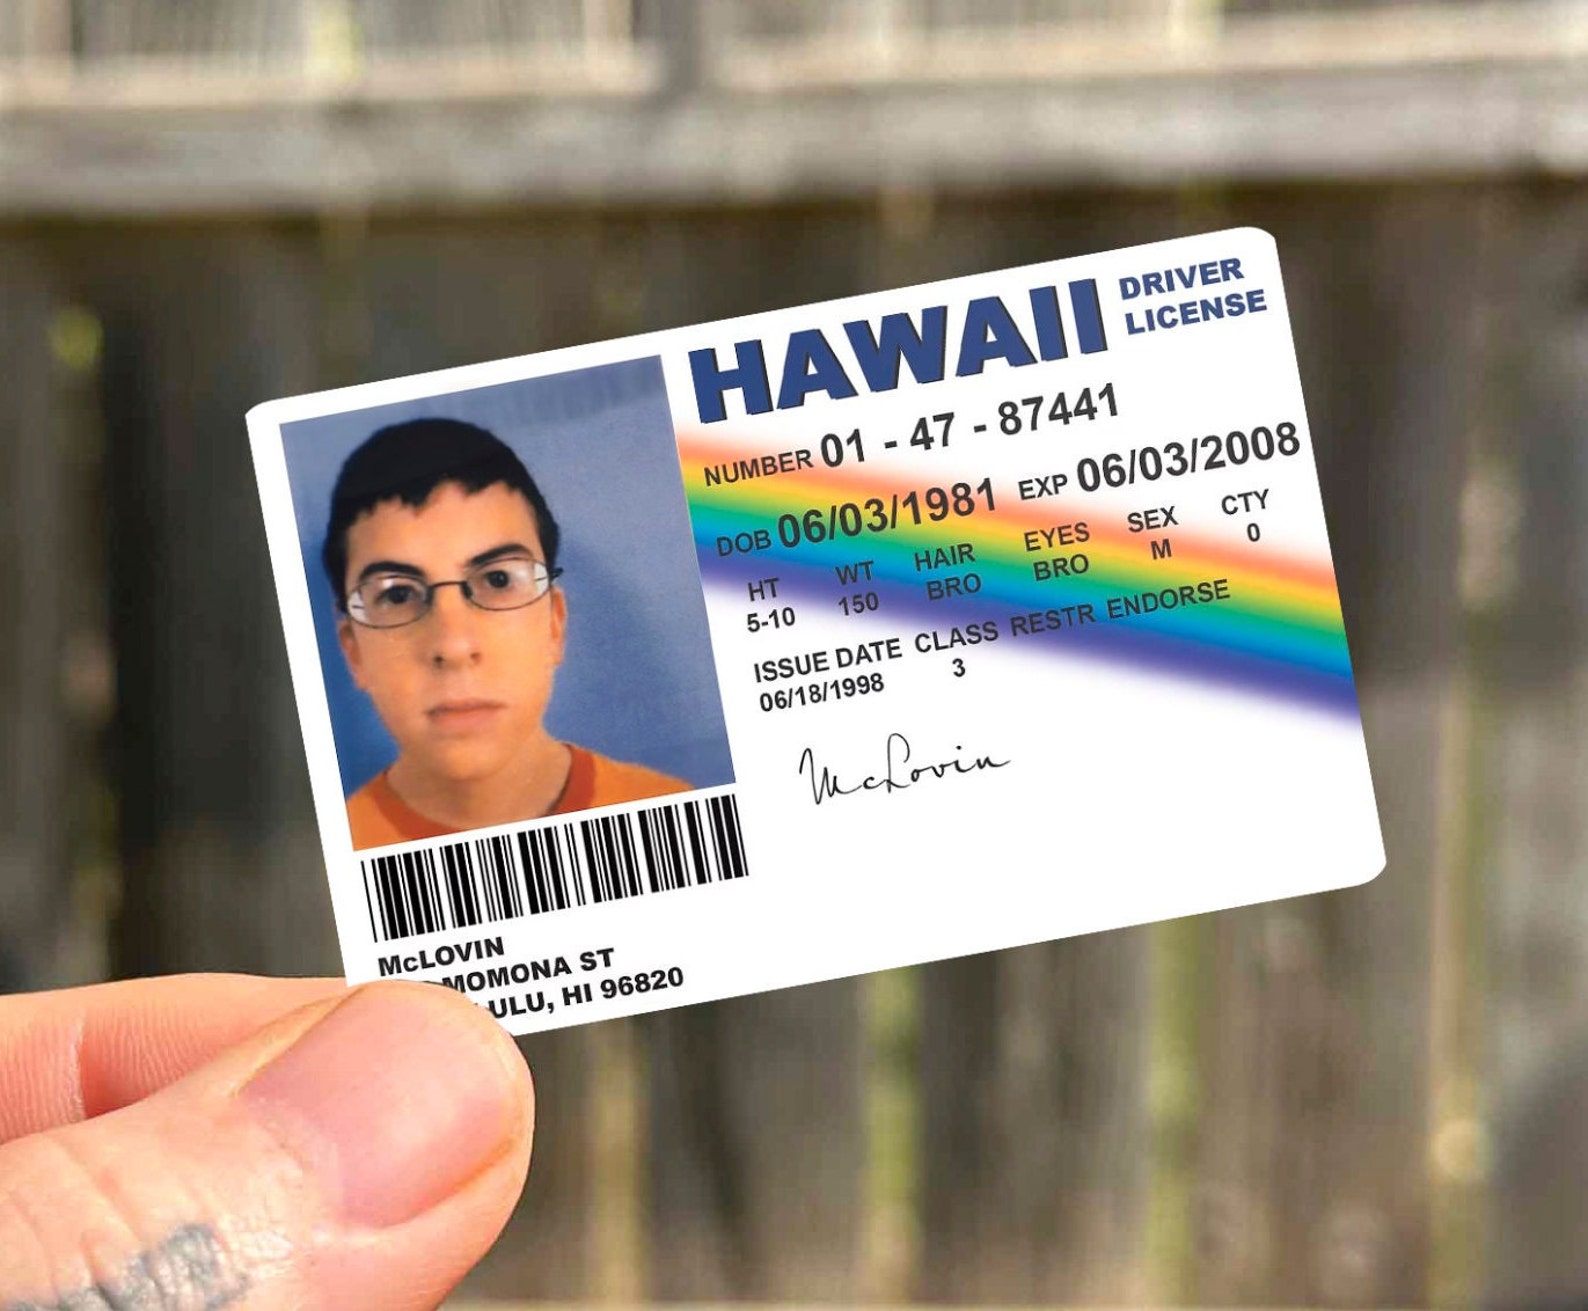 HAWAII DRIVER LICENSE
NUMBER 01 - 47 - 87441
DOB 06/03/1981 EXP 06/03/2008
HT WT HAIR EYES SEX CTY
5-10 150 BRO BRO M 0
ISSUE DATE CLASS RESTR ENDORSE
06/18/1998 3
McLovin
McLOVIN
MOMONA ST
ULU, HI 96820